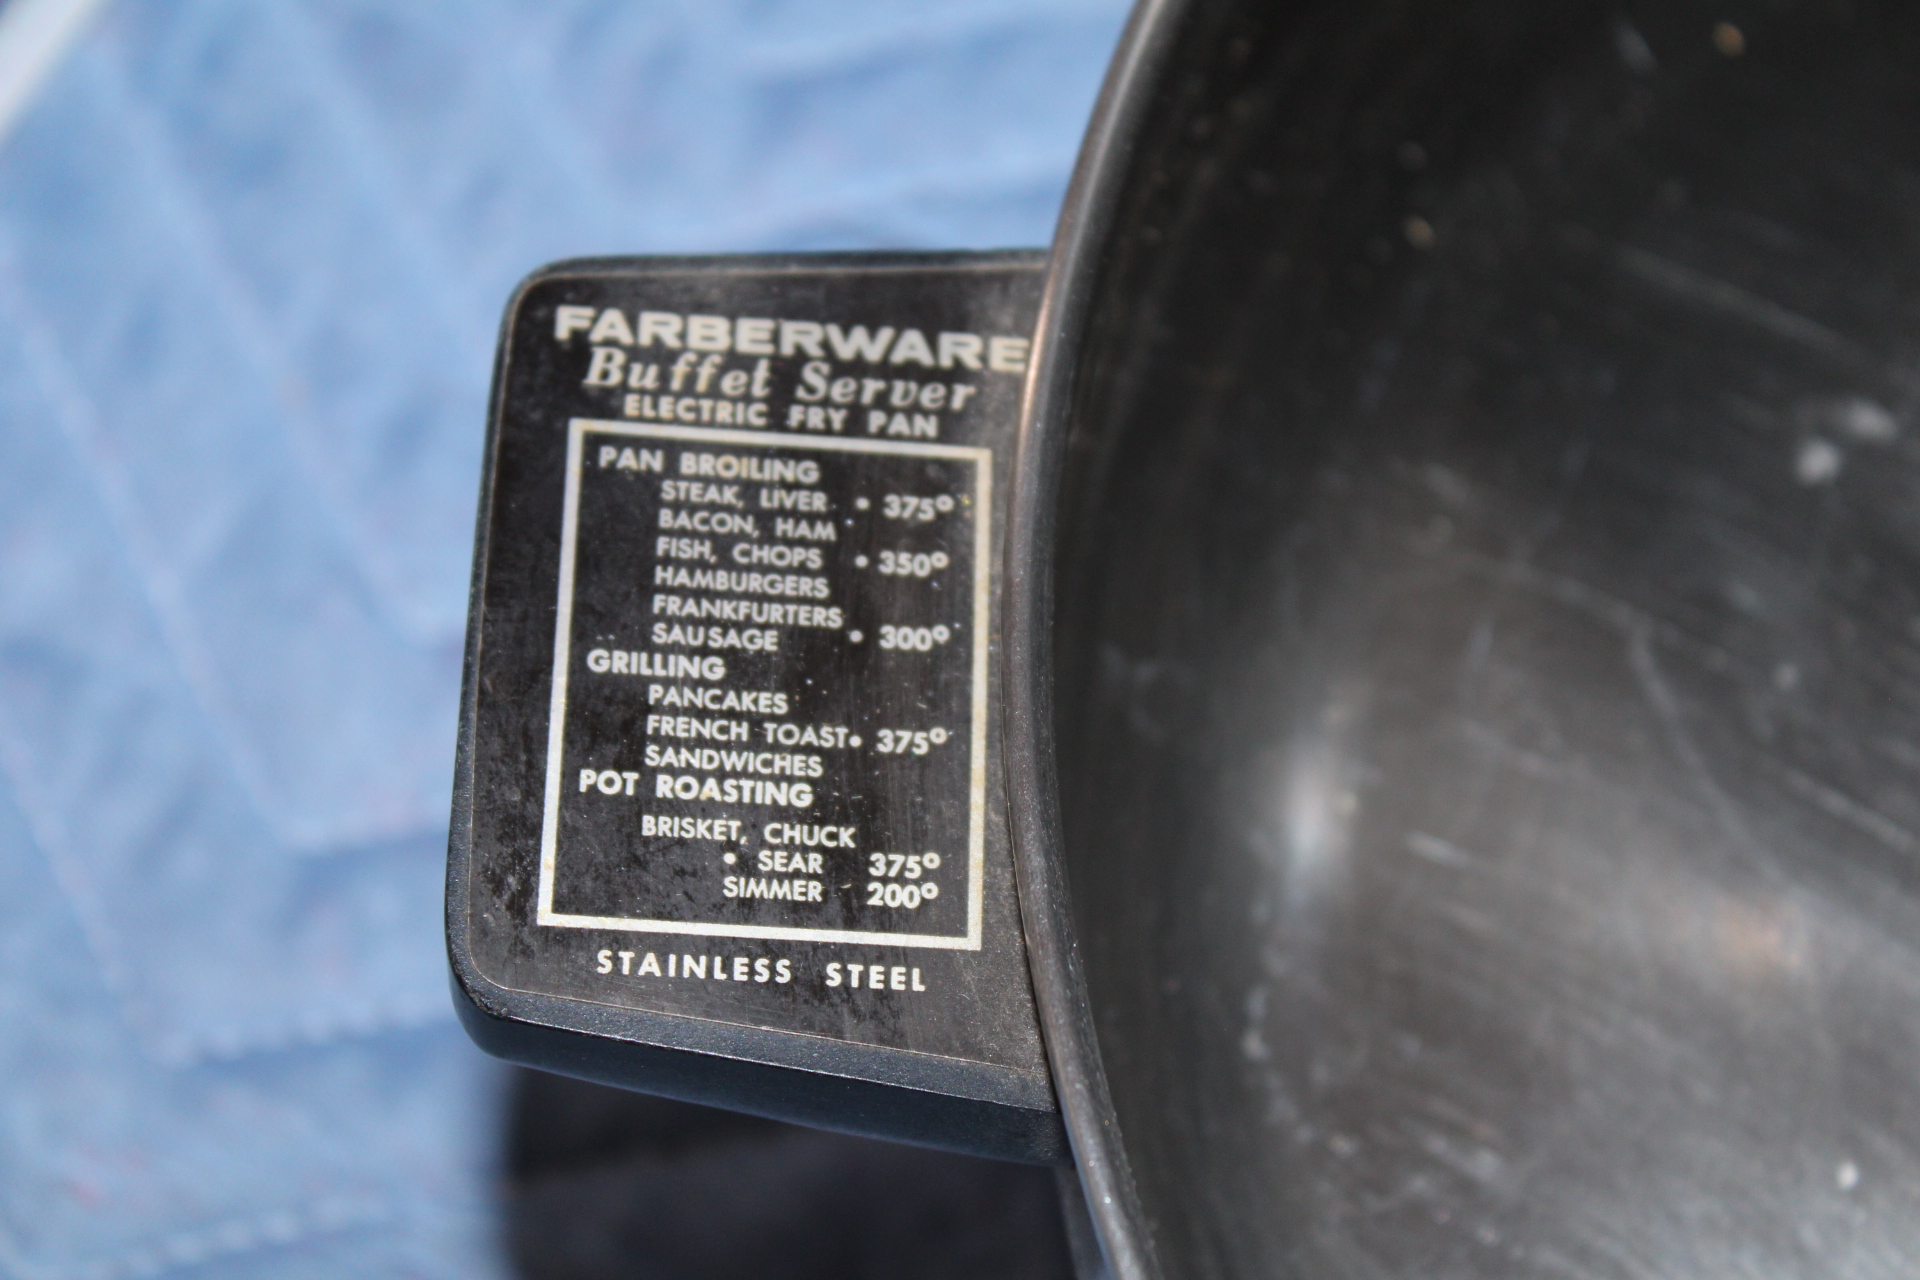 FARBERWARE
Buffet Server
ELECTRIC FRY PAN
PAN BROILING
STEAK, LIVER • 375°
BACON, HAM
FISH, CHOPS • 350°
HAMBURGERS
FRANKFURTERS
SAUSAGE • 300°
GRILLING
PANCAKES
FRENCH TOAST • 375°
SANDWICHES
POT ROASTING
BRISKET, CHUCK
• SEAR 375°
SIMMER 200°
STAINLESS STEEL